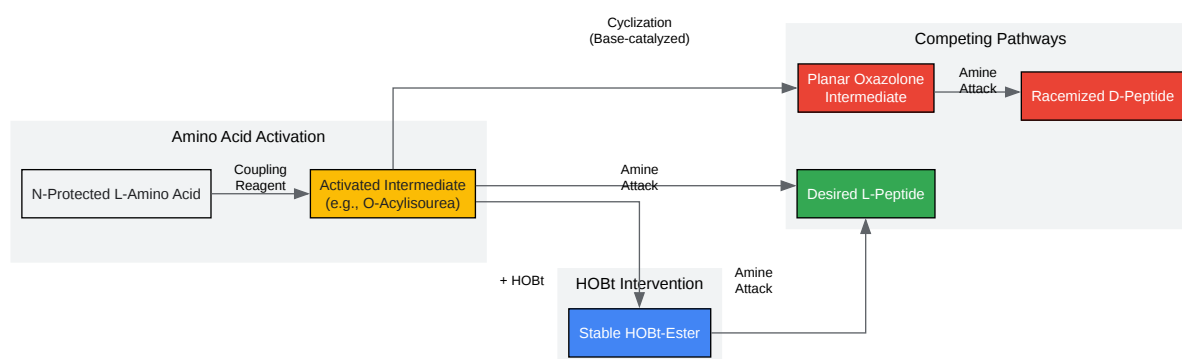 Cyclization
(Base-catalyzed)
Competing Pathways
Planar Oxazolone
Intermediate
Amine
Attack
Racemized D-Peptide
Amino Acid Activation
N-Protected L-Amino Acid
Coupling
Reagent
Activated Intermediate
(e.g., O-Acylisourea)
Amine
Attack
Desired L-Peptide
+ HOBt
HOBt Intervention
Amine
Attack
Stable HOBt-Ester